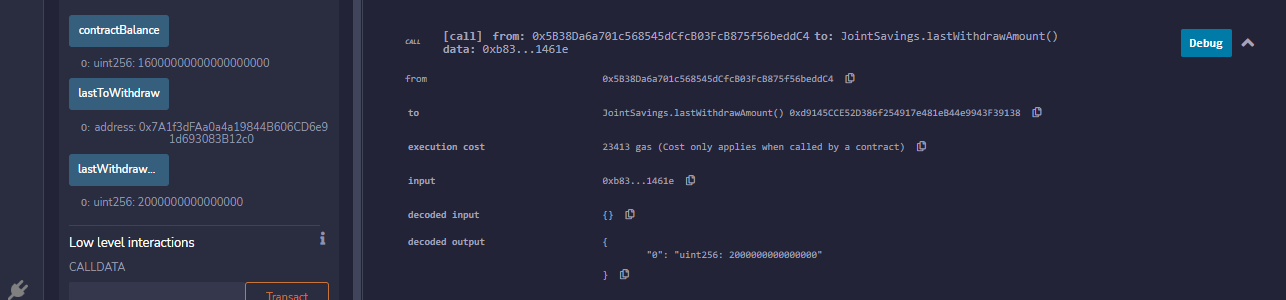 contractBalance
0: uint256: 16000000000000000000
lastToWithdraw
0: address: 0x7A1f3dFAa0a4a19844B606CD6e9
1d693083B12c0
lastWithdraw...
0: uint256: 2000000000000000
Low level interactions
i
CALLDATA
Transact
CALL
[call] from: 0x5B38Da6a701c568545dCfcB03FcB875f56beddC4 to: JointSavings.lastWithdrawAmount()
data: 0xb83...1461e
Debug
from
0x5B38Da6a701c568545dCfcB03FcB875f56beddC4
to
JointSavings.lastWithdrawAmount() 0xd9145CCE52D386f254917e481eB44e9943F39138
execution cost
23413 gas (Cost only applies when called by a contract)
input
0xb83...1461e
decoded input
{}
decoded output
{
"0": "uint256: 2000000000000000"
}